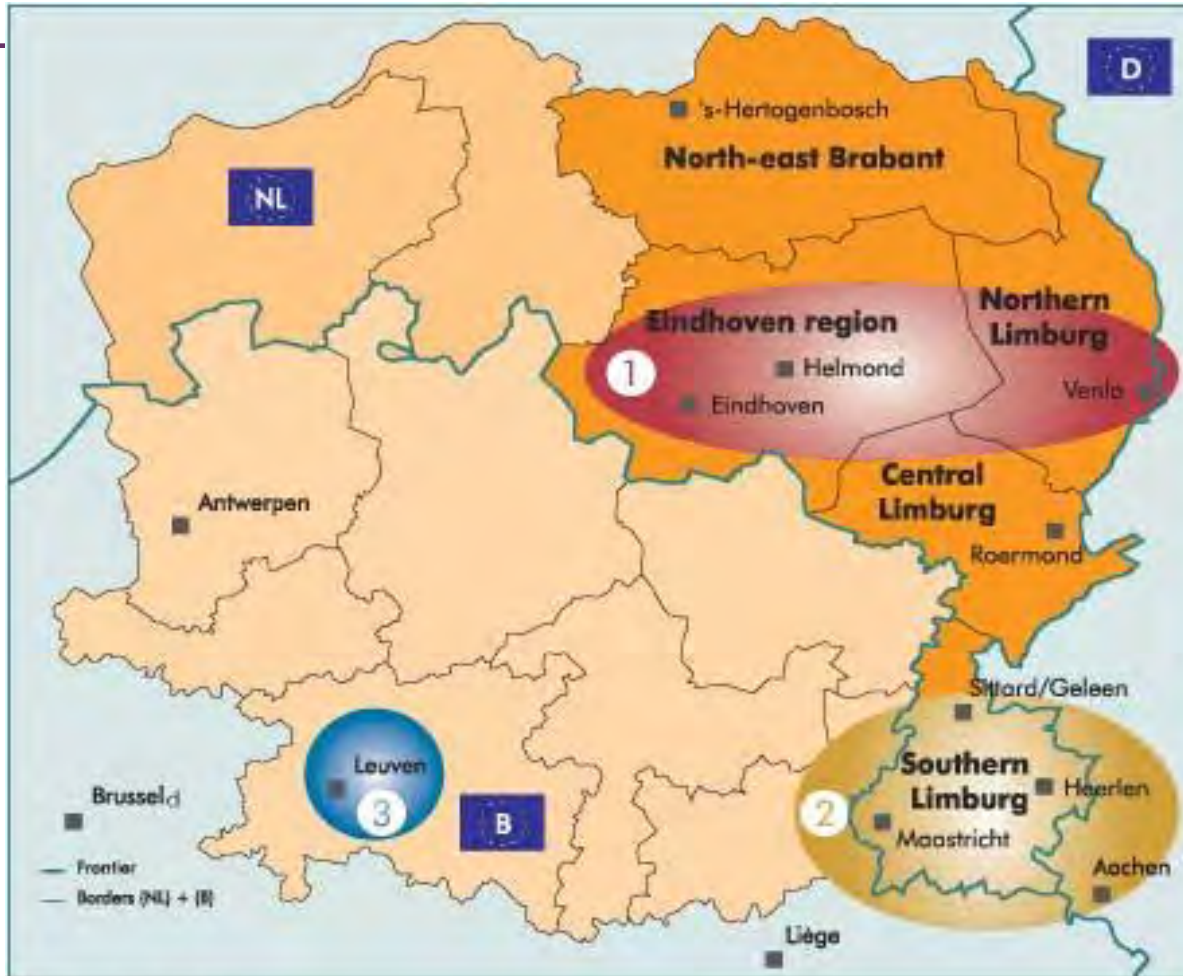 D
's-Hertogenbosch
North-east Brabant
NL
Northern
Limburg
Eindhoven region
1
Helmond
Venlo
Eindhoven
Central
Limburg
Antwerpen
Roermond
Sittard/Geleen
Southern
Limburg
Leuven
Heerlen
Brussel
3
B
2
Maastricht
Frontier
Aachen
Borders (NL) + (B)
Liège